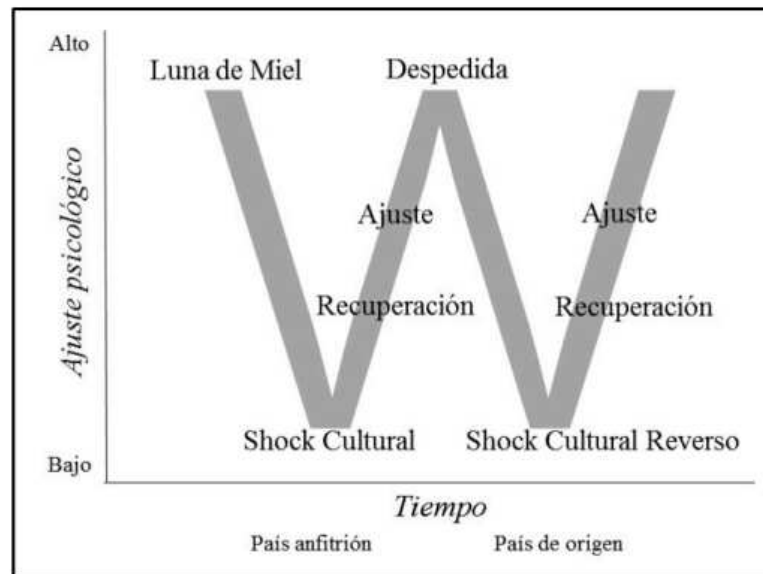 Alto
Luna de Miel
Despedida
Ajuste psicológico
Ajuste
Ajuste
Recuperación
Recuperación
Shock Cultural
Shock Cultural Reverso
Bajo
Tiempo
País anfitrión
País de origen